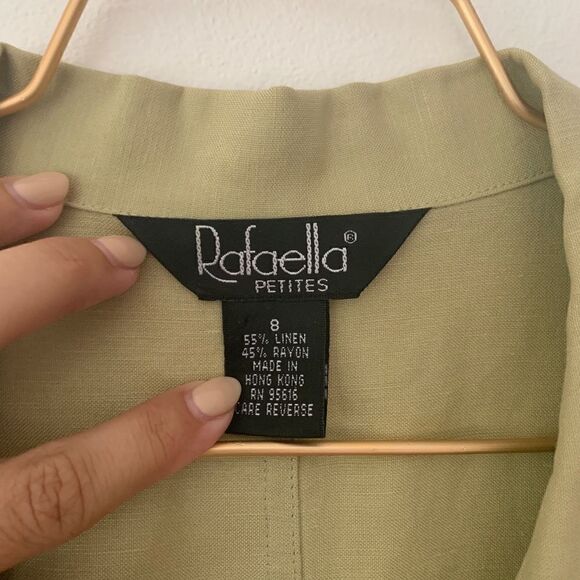 Rafaella®
PETITES
8
55% LINEN
45% RAYON
MADE IN
HONG KONG
RN 95616
CARE REVERSE